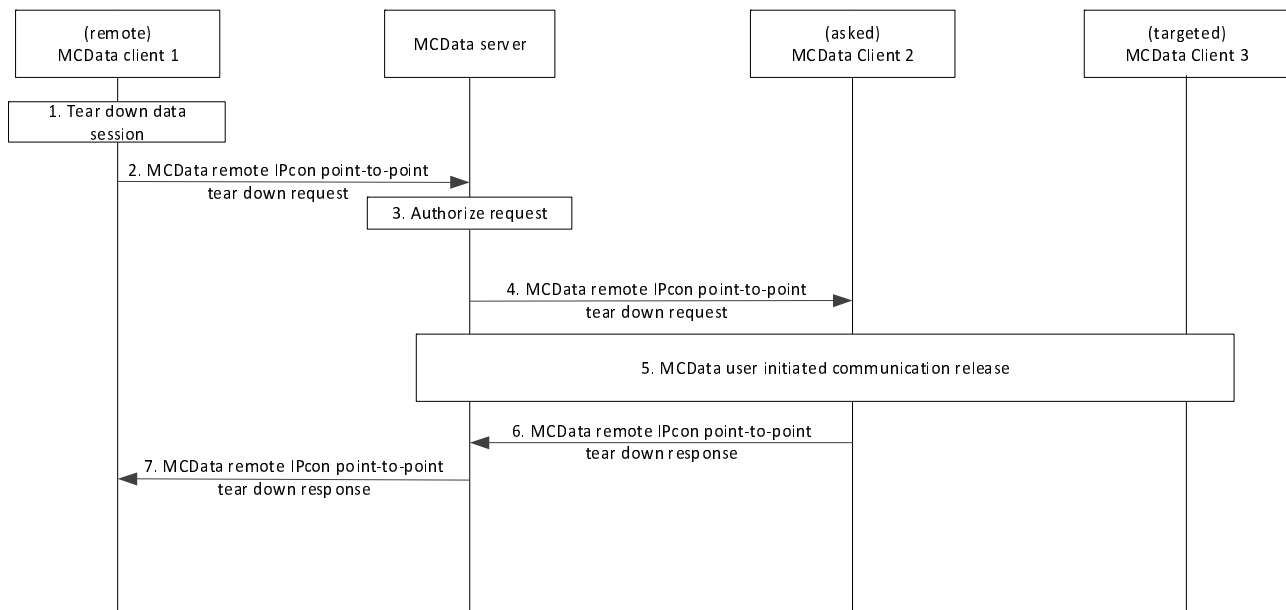 (remote)
MCData client 1
MCData server
(asked)
MCData Client 2
(targeted)
MCData Client 3
1. Tear down data
session
2. MCData remote IPcon point-to-point
tear down request
3. Authorize request
4. MCData remote IPcon point-to-point
tear down request
5. MCData user initiated communication release
6. MCData remote IPcon point-to-point
tear down response
7. MCData remote IPcon point-to-point
tear down response